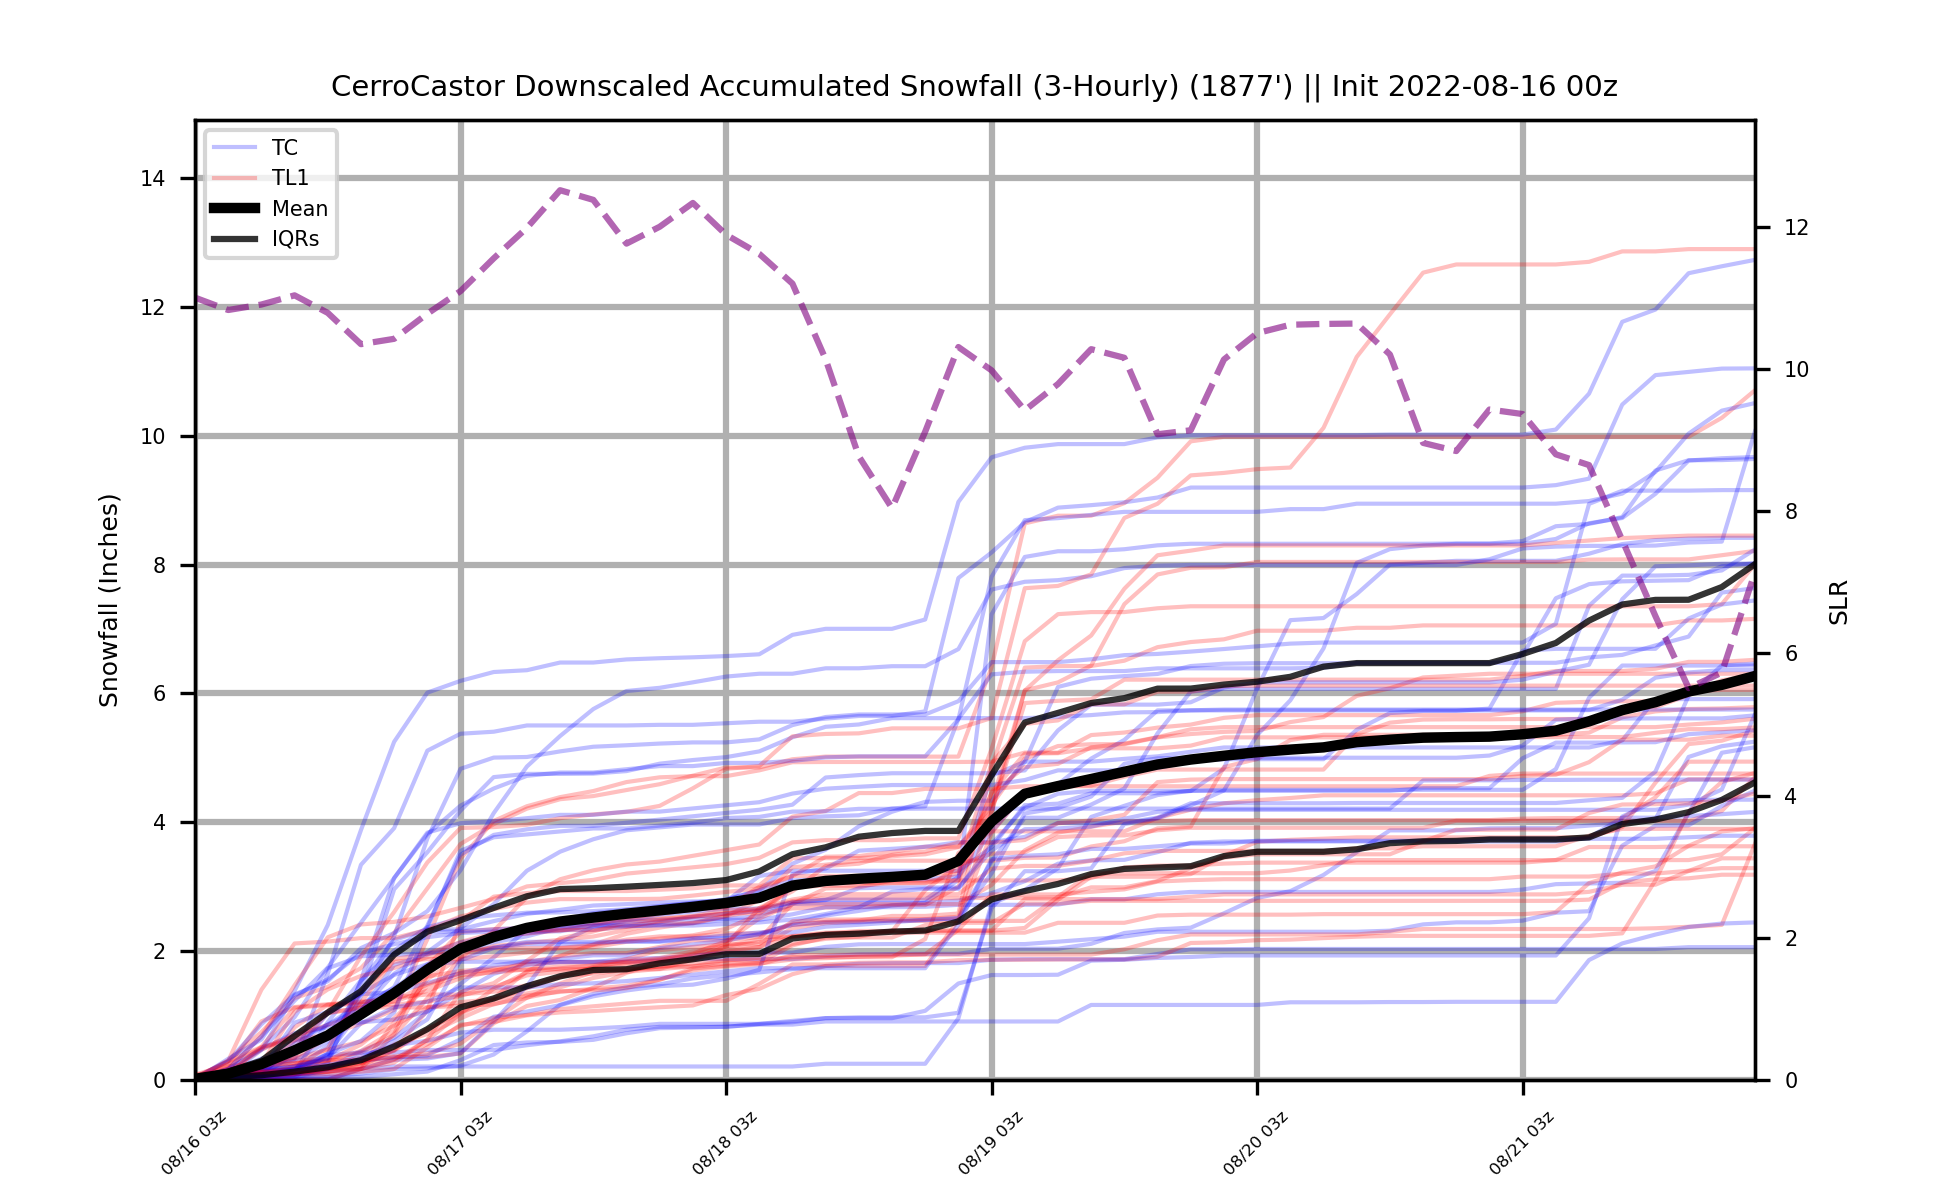 CerroCastor Downscaled Accumulated Snowfall (3-Hourly) (1877') || Init 2022-08-16 00z
TC
TL1
Mean
IQRs
Snowfall (Inches)
14
12
10
8
6
4
2
0
SLR
12
10
8
6
4
2
0
08/16 03z
08/17 03z
08/18 03z
08/19 03z
08/20 03z
08/21 03z